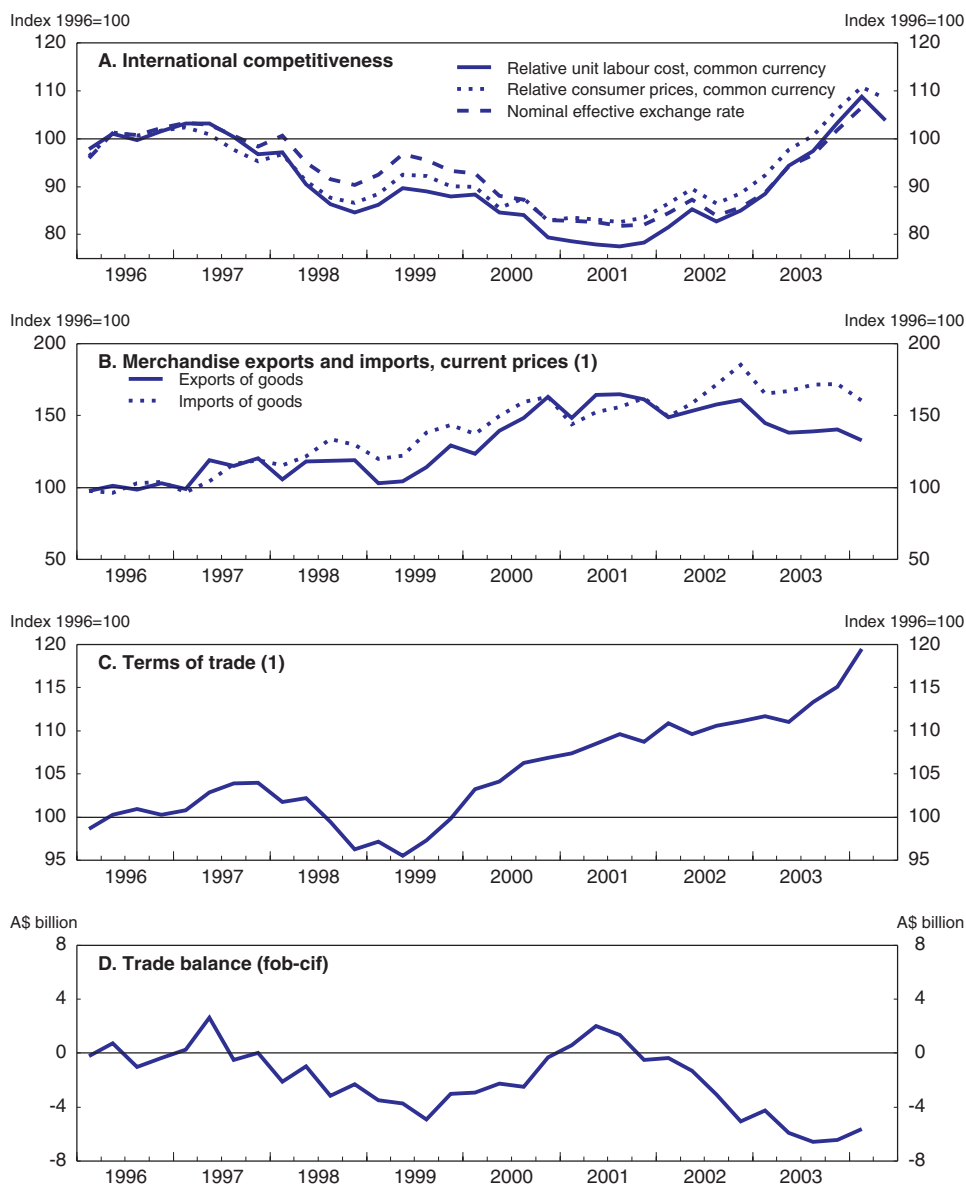 Index 1996=100 Index 1996=100
120 120
A. International competitiveness
Relative unit labour cost, common currency
Relative consumer prices, common currency
110 110
Nominal effective exchange rate
100 100
90 90
80 80
1996 1997 1998 1999 2000 2001 2002 2003
Index 1996=100 Index 1996=100
200 200
B. Merchandise exports and imports, current prices (1)
Exports of goods
Imports of goods
150 150
100 100
50 50
1996 1997 1998 1999 2000 2001 2002 2003
Index 1996=100 Index 1996=100
120 120
C. Terms of trade (1)
115 115
110 110
105 105
100 100
95 95
1996 1997 1998 1999 2000 2001 2002 2003
A$ billion A$ billion
8 8
D. Trade balance (fob-cif)
4 4
0 0
-4 -4
-8 -8
1996 1997 1998 1999 2000 2001 2002 2003